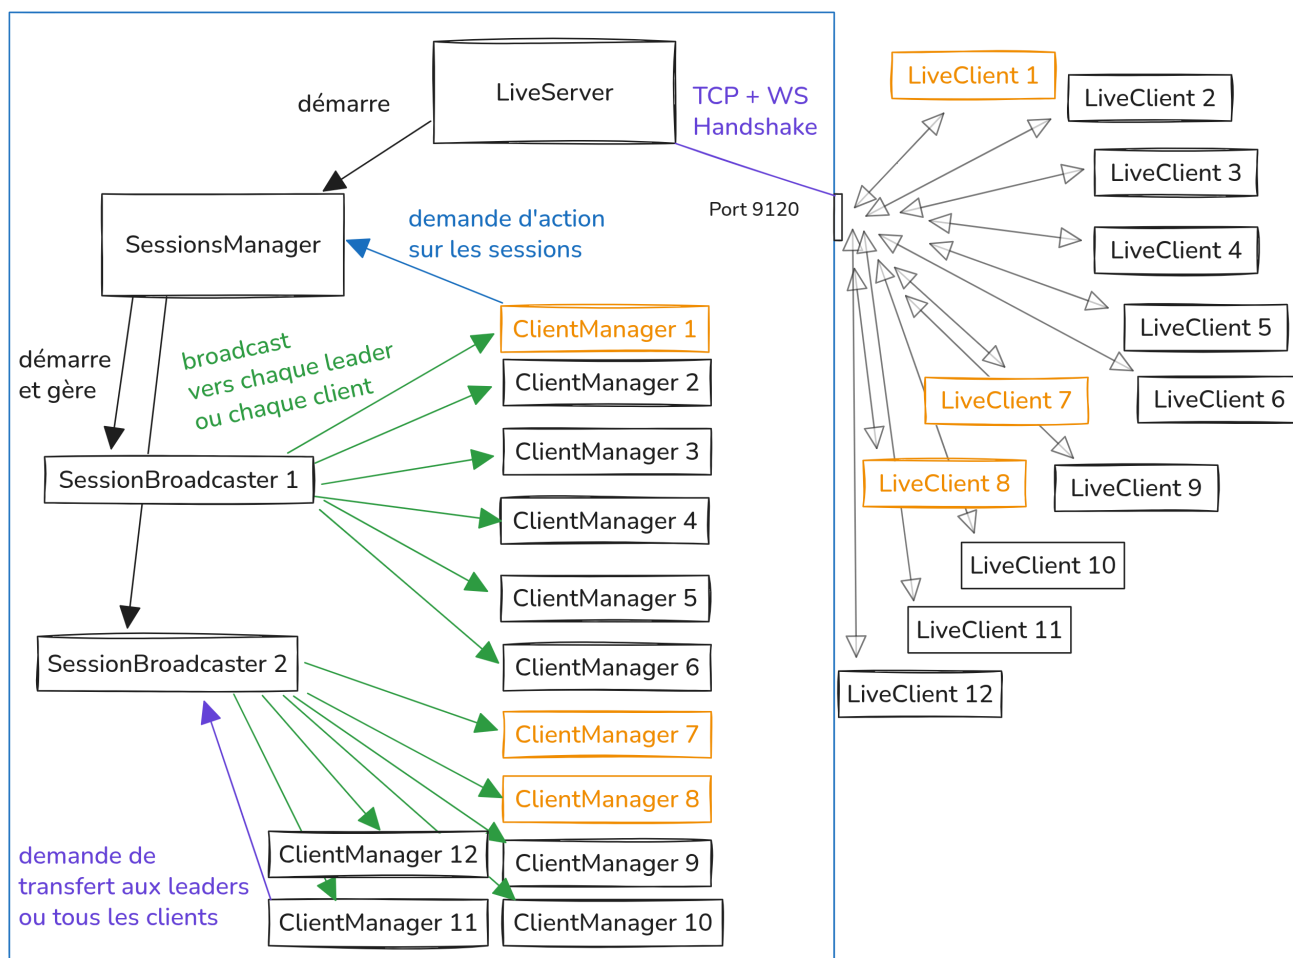 LiveServer
démarre
TCP + WS
Handshake
LiveClient 1
LiveClient 2
LiveClient 3
SessionsManager
demande d'action
sur les sessions
Port 9120
LiveClient 4
ClientManager 1
LiveClient 5
démarre
et gère
broadcast
vers chaque leader
ou chaque client
ClientManager 2
LiveClient 7
LiveClient 6
ClientManager 3
SessionBroadcaster 1
LiveClient 8
LiveClient 9
ClientManager 4
LiveClient 10
ClientManager 5
LiveClient 11
SessionBroadcaster 2
ClientManager 6
LiveClient 12
ClientManager 7
ClientManager 8
demande de
transfert aux leaders
ou tous les clients
ClientManager 12
ClientManager 9
ClientManager 11
ClientManager 10